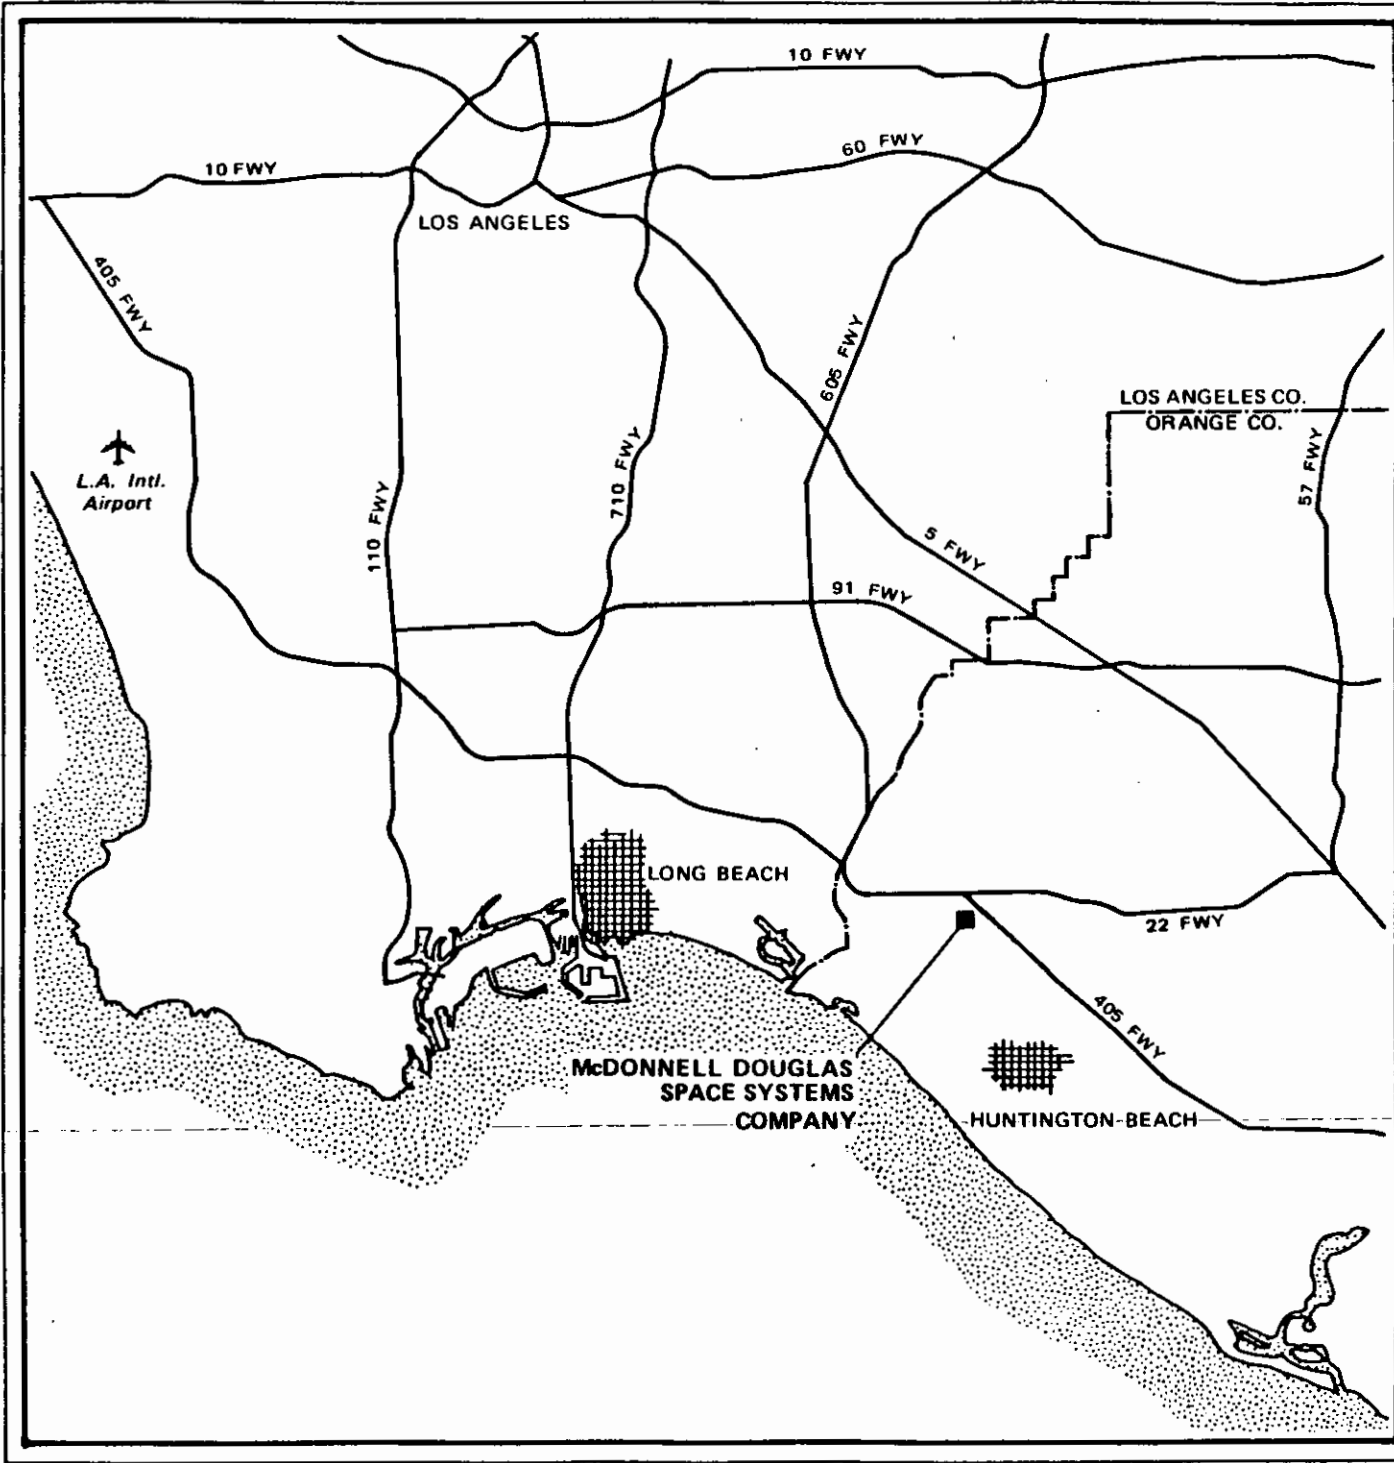 10 FWY
60 FWY
10 FWY
LOS ANGELES
405 FWY
605 FWY
LOS ANGELES CO.
ORANGE CO.
L.A. Intl.
Airport
57 FWY
710 FWY
110 FWY
5 FWY
91 FWY
LONG BEACH
22 FWY
405 FWY
McDONNELL DOUGLAS
SPACE SYSTEMS
COMPANY
HUNTINGTON BEACH